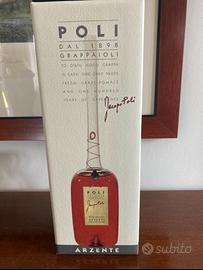 POLI
DAL 1898
GRAPPAIOLI
TO DISTIL GOOD GRAPPA
IS EASY: ONE ONLY NEEDS
FRESH GRAPE-POMACE
AND ONE HUNDRED
YEARS OF EXPERIENCE
Jacopo Poli
POLI
ARZENTE
subito